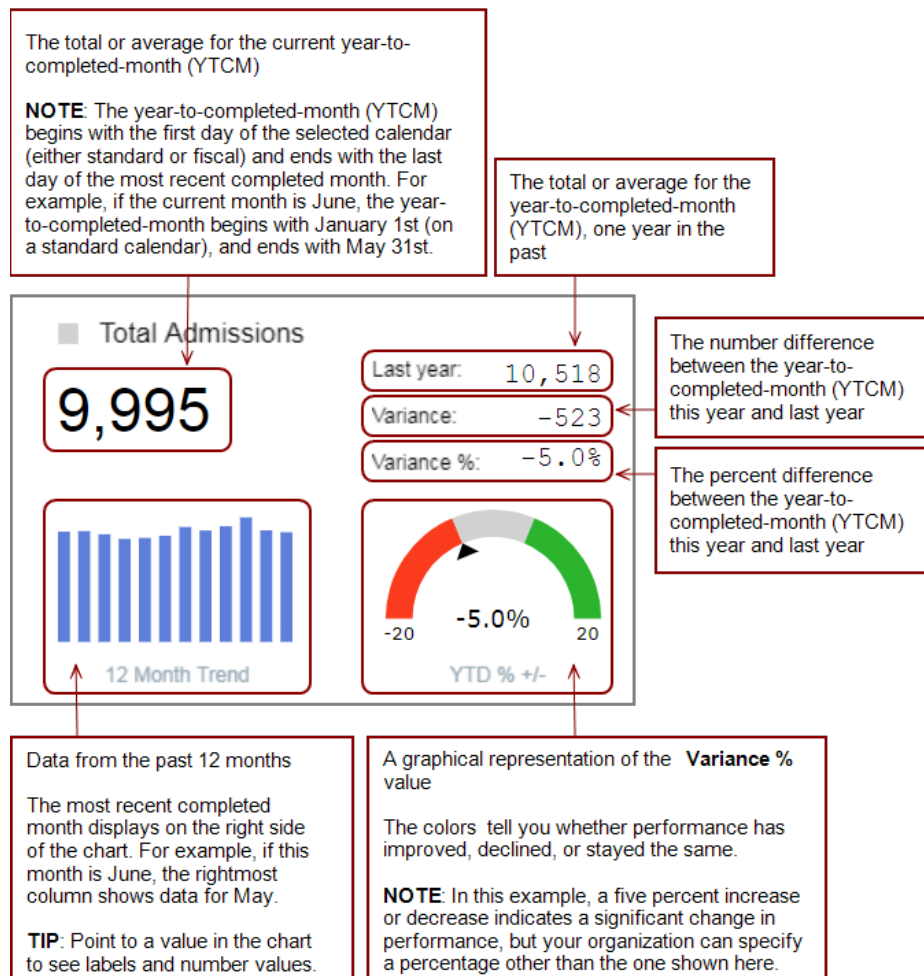 The total or average for the current year-to-
completed-month (YTCM)
NOTE: The year-to-completed-month (YTCM)
begins with the first day of the selected calendar
(either standard or fiscal) and ends with the last
day of the most recent completed month. For
example, if the current month is June, the year-
to-completed-month begins with January 1st (on
a standard calendar), and ends with May 31st.
The total or average for the
year-to-completed-month
(YTCM), one year in the
past
Total Admissions
9,995
Last year: 10,518
Variance: -523
Variance %: -5.0%
The number difference
between the year-to-
completed-month (YTCM)
this year and last year
The percent difference
between the year-to-
completed-month (YTCM)
this year and last year
12 Month Trend
-5.0%
-20 20
YTD % +/-
Data from the past 12 months
The most recent completed
month displays on the right side
of the chart. For example, if this
month is June, the rightmost
column shows data for May.
TIP: Point to a value in the chart
to see labels and number values.
A graphical representation of the Variance %
value
The colors tell you whether performance has
improved, declined, or stayed the same.
NOTE: In this example, a five percent increase
or decrease indicates a significant change in
performance, but your organization can specify
a percentage other than the one shown here.